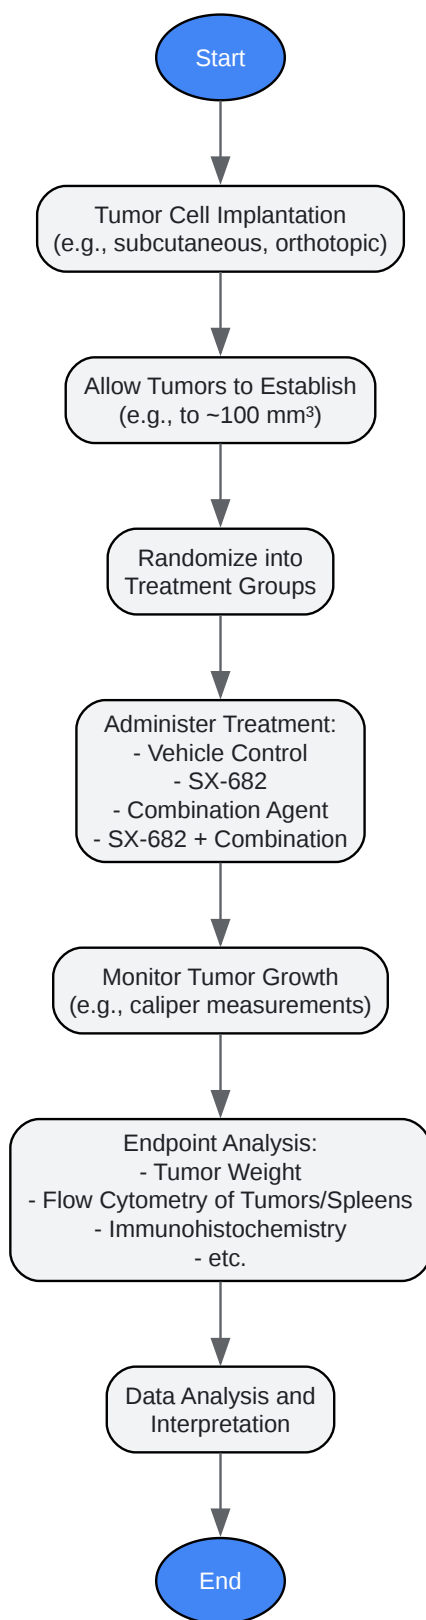 Start
Tumor Cell Implantation
(e.g., subcutaneous, orthotopic)
Allow Tumors to Establish
(e.g., to ~100 mm³)
Randomize into
Treatment Groups
Administer Treatment:
- Vehicle Control
- SX-682
- Combination Agent
- SX-682 + Combination
Monitor Tumor Growth
(e.g., caliper measurements)
Endpoint Analysis:
- Tumor Weight
- Flow Cytometry of Tumors/Spleens
- Immunohistochemistry
- etc.
Data Analysis and
Interpretation
End